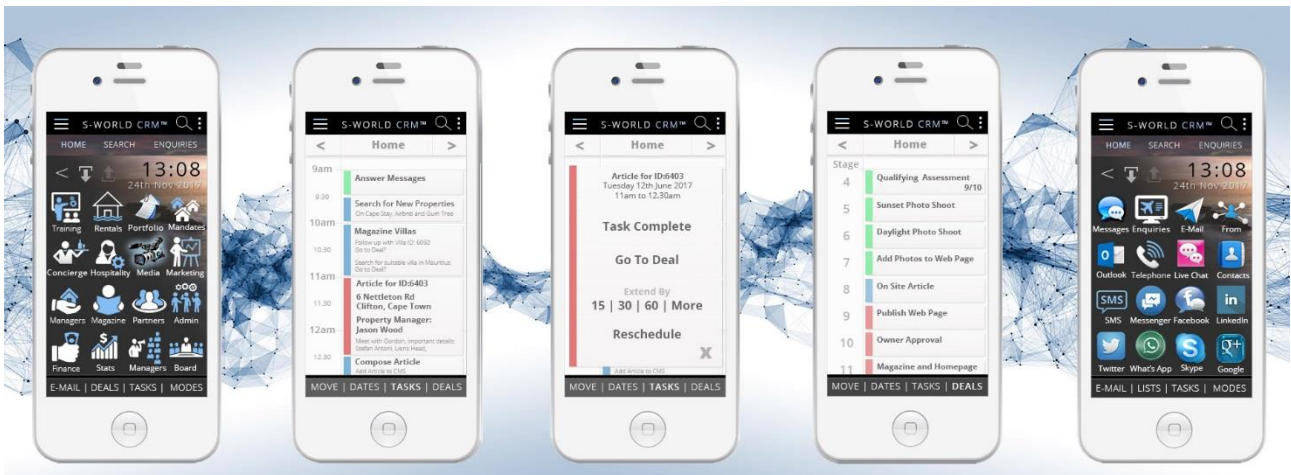 S-WORLD CRM™
HOME SEARCH ENQUIRIES
< 13:08
24th Nov 2017
Training Rentals Portfolio Mandates
Concierge Hospitality Media Marketing
Managers Magazine Partners Admin
Finance Stats Managers Board
E-MAIL | DEALS | TASKS | MODES
S-WORLD CRM™
< Home >
9am
Answer Messages
9.30
Search for New Properties
On Cape Stay, Airbnb and Gum Tree
10am
Magazine Villas
Follow up with Villa ID: 6050
Go to Deal?
10.30
Search for suitable villa in Mauritius
Go to Deal?
11am
Article for ID:6403
6 Nettleton Rd
11.30
Clifton, Cape Town
Property Manager:
12am
Jason Wood
Meet with Gordon, important details
Stefan Antoni, Lions Head,
12.30
Compose Article
Add Article to CMS
MOVE | DATES | TASKS | DEALS
S-WORLD CRM™
< Home >
Article for ID:6403
Tuesday 12th June 2017
11am to 12.30am
Task Complete
Go To Deal
Extend By
15 | 30 | 60 | More
Reschedule
X
Add Article to CMS
MOVE | DATES | TASKS | DEALS
S-WORLD CRM™
< Home >
Stage
4 Qualifying Assessment
9/10
5 Sunset Photo Shoot
6 Daylight Photo Shoot
7 Add Photos to Web Page
8 On Site Article
9 Publish Web Page
10 Owner Approval
11 Magazine and Homepage
MOVE | DATES | TASKS | DEALS
S-WORLD CRM™
HOME SEARCH ENQUIRIES
< 13:08
24th Nov 2017
Messages Enquiries E-Mail From
Outlook Telephone Live Chat Contacts
SMS
SMS Messenger Facebook LinkedIn
Twitter What's App Skype Google
E-MAIL | LISTS | TASKS | MODES